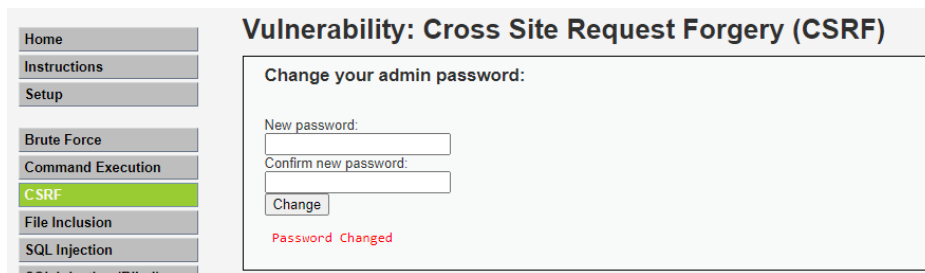 Home
Instructions
Setup
Brute Force
Command Execution
CSRF
File Inclusion
SQL Injection
Vulnerability: Cross Site Request Forgery (CSRF)
Change your admin password:
New password:
Confirm new password:
Change
Password Changed